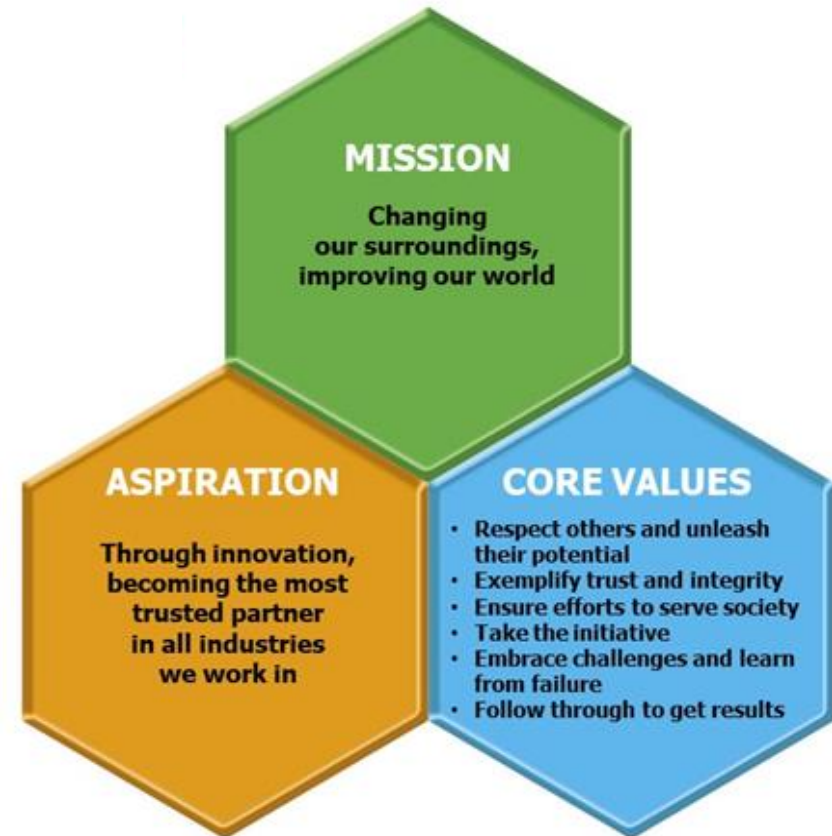 MISSION
Changing
our surroundings,
improving our world
ASPIRATION
Through innovation,
becoming the most
trusted partner
in all industries
we work in
CORE VALUES
• Respect others and unleash
their potential
• Exemplify trust and integrity
• Ensure efforts to serve society
• Take the initiative
• Embrace challenges and learn
from failure
• Follow through to get results